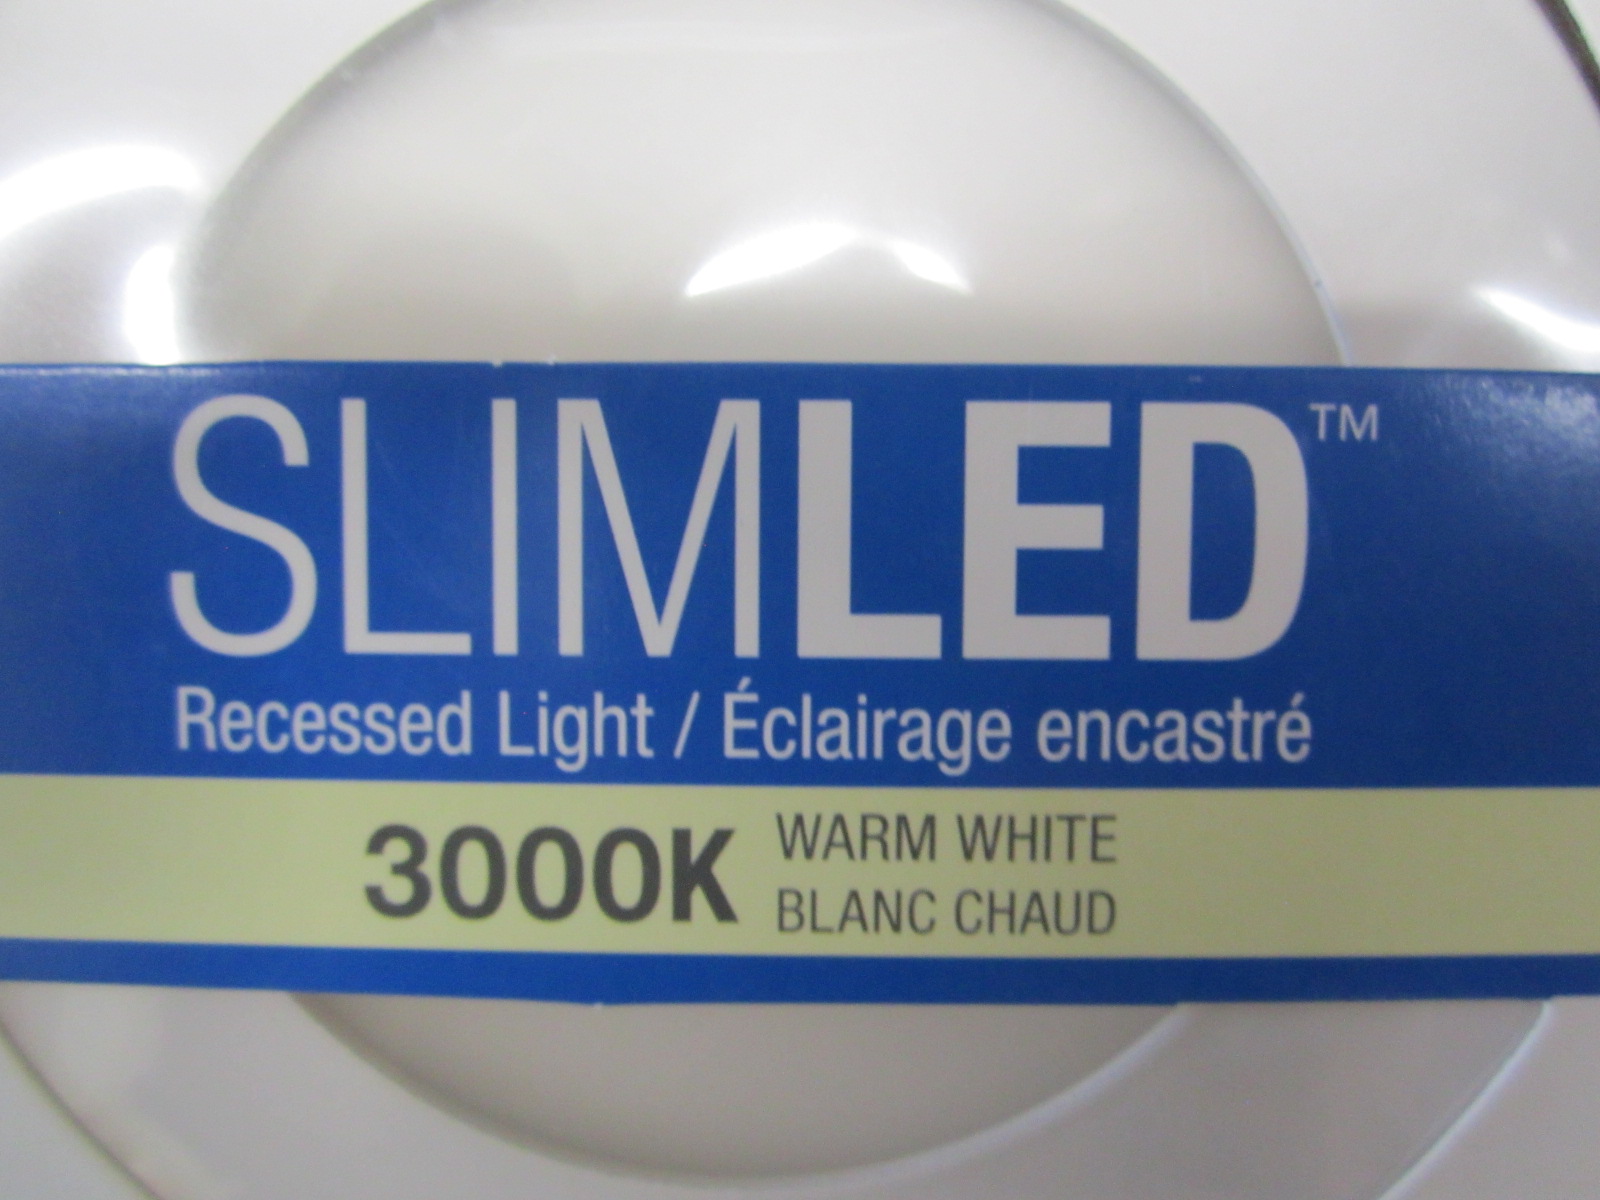 SLIMLED™
Recessed Light / Éclairage encastré
3000K
WARM WHITE
BLANC CHAUD